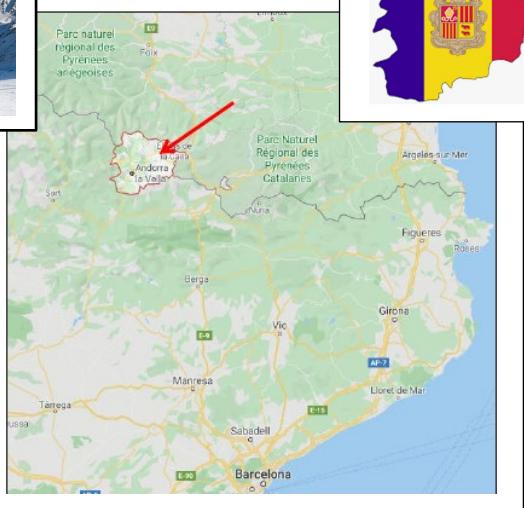 E9
Parc naturel
régional des
Pyrénées
ariégeoises
Foix
Parc Naturel
Régional des
Pyrénées
Catalanes
Argelès-sur-Mer
Andorra
la Vella
Sort
Núria
Figueres
Roses
Berga
Girona
E-9
Vic
AP-7
Manresa
Lloret de Mar
Tàrrega
E-15
Sabadell
E-90
Barcelona